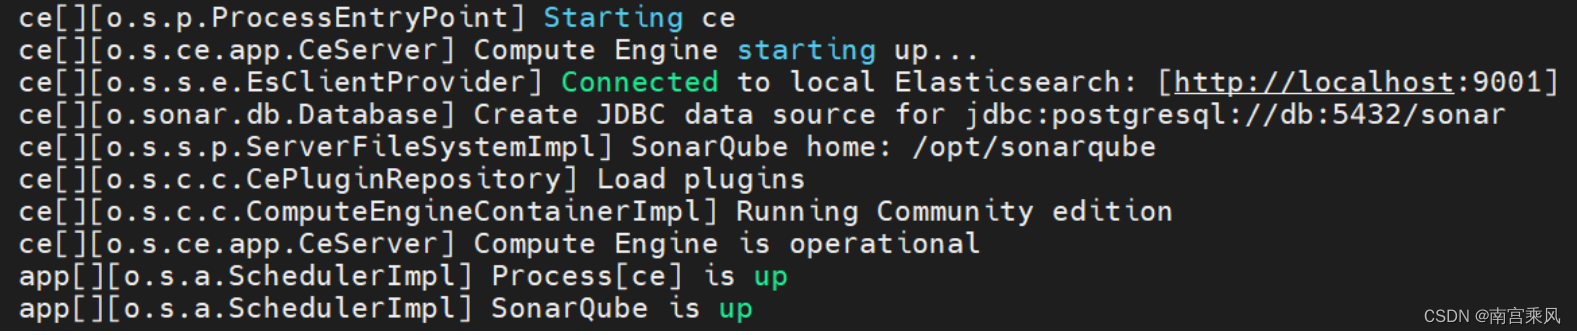 ce[][o.s.p.ProcessEntryPoint] Starting ce
ce[][o.s.ce.app.CeServer] Compute Engine starting up...
ce[][o.s.s.e.EsClientProvider] Connected to local Elasticsearch: [http://localhost:9001]
ce[][o.sonar.db.Database] Create JDBC data source for jdbc:postgresql://db:5432/sonar
ce[][o.s.s.p.ServerFileSystemImpl] SonarQube home: /opt/sonarqube
ce[][o.s.c.c.CePluginRepository] Load plugins
ce[][o.s.c.c.ComputeEngineContainerImpl] Running Community edition
ce[][o.s.ce.app.CeServer] Compute Engine is operational
app[][o.s.a.SchedulerImpl] Process[ce] is up
app[][o.s.a.SchedulerImpl] SonarQube is up
CSDN @南宫乘风